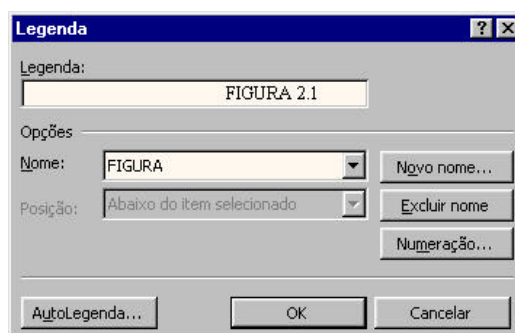 Legenda
Legenda:
FIGURA 2.1
Opções
Nome: FIGURA Novo nome...
Posição: Abaixo do item selecionado Excluir nome
Numeração...
AutoLegenda... OK Cancelar